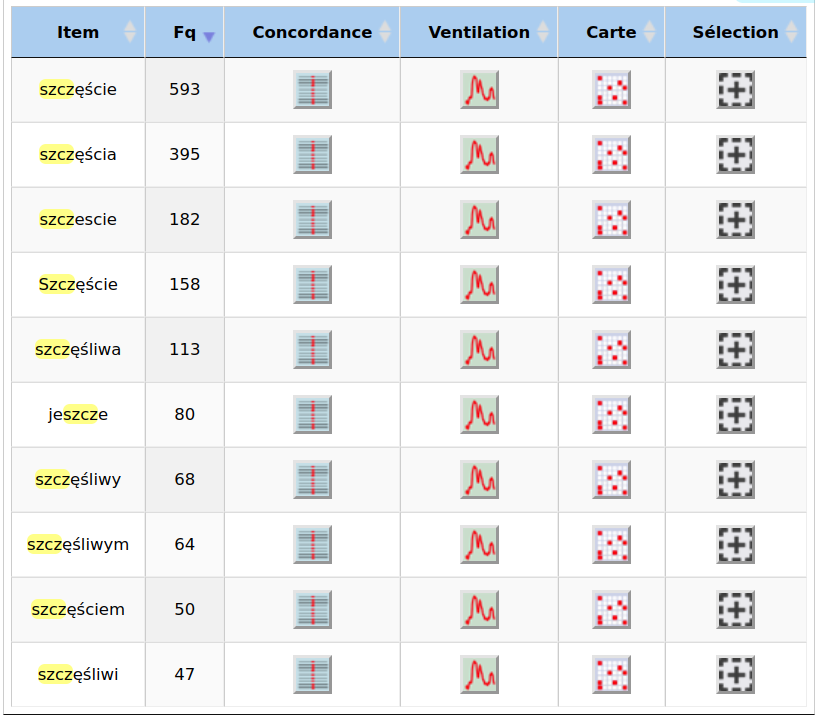 Item Fq Concordance Ventilation Carte Sélection
szczęście 593
szczęścia 395
szczescie 182
Szczęście 158
szczęśliwa 113
jeszcze 80
szczęśliwy 68
szczęśliwym 64
szczęściem 50
szczęśliwi 47